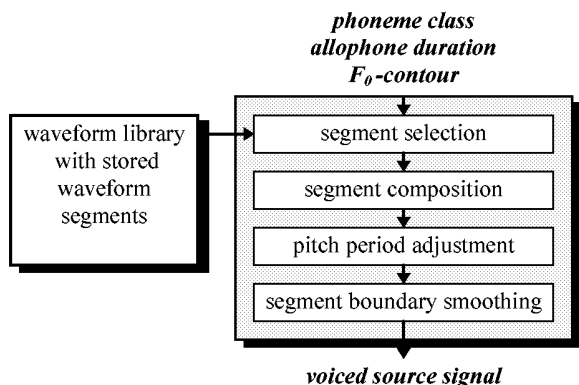 phoneme class
allophone duration
F0-contour
waveform library
with stored
waveform
segments
segment selection
segment composition
pitch period adjustment
segment boundary smoothing
voiced source signal